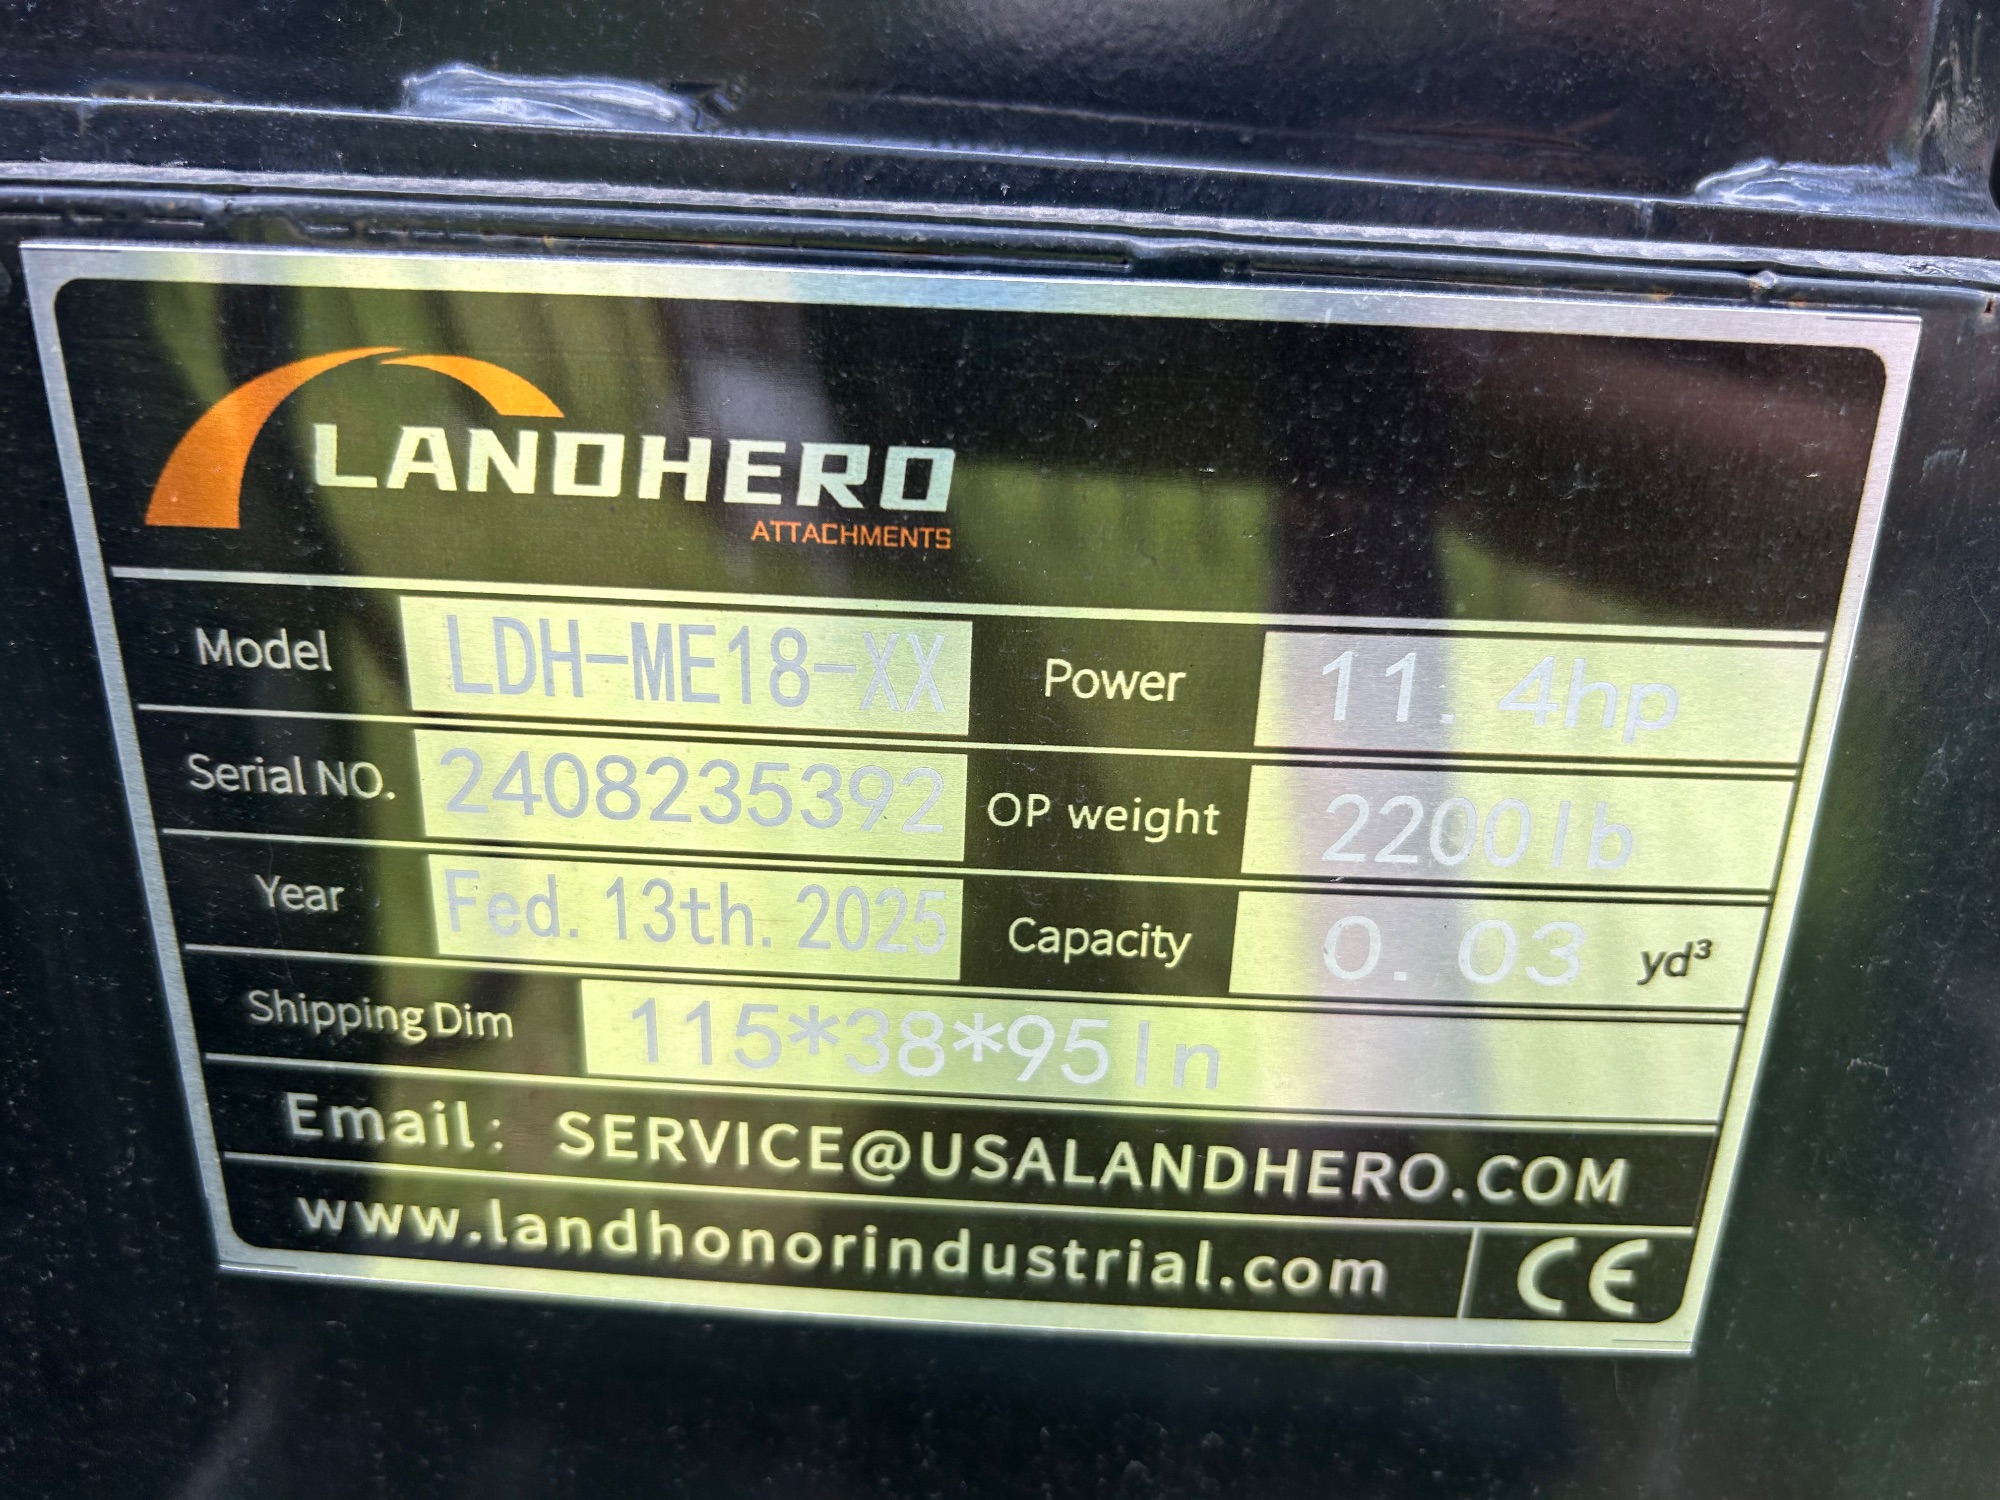 LANDHERO
ATTACHMENTS
Model LDH-ME18-XX Power 11.4hp
Serial NO. 2408235392 OP weight 2200lb
Year Fed. 13th. 2025 Capacity 0.03 yd³
Shipping Dim 115*38*95In
Email: SERVICE@USALANDHERO.COM
www.landhonorindustrial.com CE